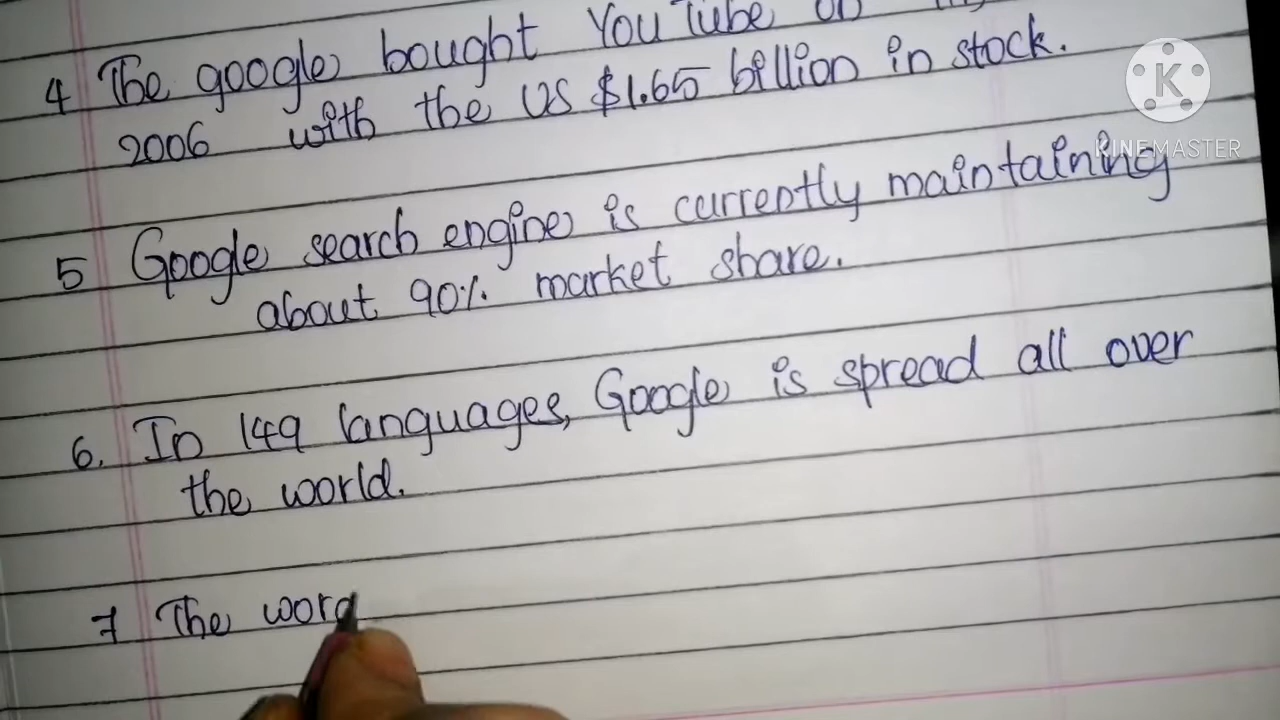 4 The google bought YouTube on
2006 with the US $1.65 billion in stock.
K
KINEMASTER
5 Google search engine is currently maintaining
about 90% market share.
6. In 149 languages, Google is spread all over
the world.
7 The word